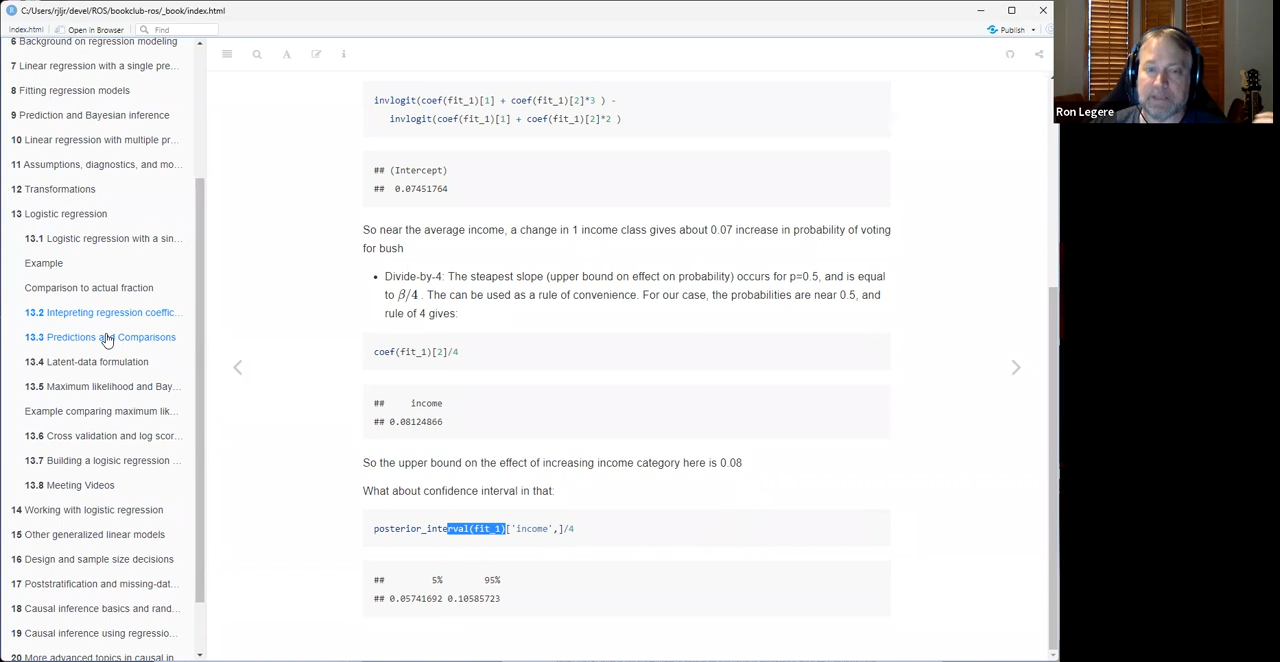 C:/Users/rjljr/devel/ROS/bookclub-ros/_book/index.html
index.html Open in Browser Find Publish
6 Background on regression modeling
7 Linear regression with a single pre...
8 Fitting regression models
9 Prediction and Bayesian inference
10 Linear regression with multiple pr...
11 Assumptions, diagnostics, and mo...
12 Transformations
13 Logistic regression
13.1 Logistic regression with a sin...
Example
Comparison to actual fraction
13.2 Intepreting regression coeffic...
13.3 Predictions and Comparisons
13.4 Latent-data formulation
13.5 Maximum likelihood and Bay...
Example comparing maximum lik...
13.6 Cross validation and log scor...
13.7 Building a logisic regression ...
13.8 Meeting Videos
14 Working with logistic regression
15 Other generalized linear models
16 Design and sample size decisions
17 Poststratification and missing-dat...
18 Causal inference basics and rand...
19 Causal inference using regressio...
20 More advanced topics in causal in
invlogit(coef(fit_1)[1] + coef(fit_1)[2]*3 ) -
invlogit(coef(fit_1)[1] + coef(fit_1)[2]*2 )
## (Intercept)
## 0.07451764
So near the average income, a change in 1 income class gives about 0.07 increase in probability of voting
for bush
• Divide-by-4: The steapest slope (upper bound on effect on probability) occurs for p=0.5, and is equal
to β/4 . The can be used as a rule of convenience. For our case, the probabilities are near 0.5, and
rule of 4 gives:
coef(fit_1)[2]/4
## income
## 0.08124866
So the upper bound on the effect of increasing income category here is 0.08
What about confidence interval in that:
posterior_interval(fit_1)['income',]/4
## 5% 95%
## 0.05741692 0.10585723
Ron Legere